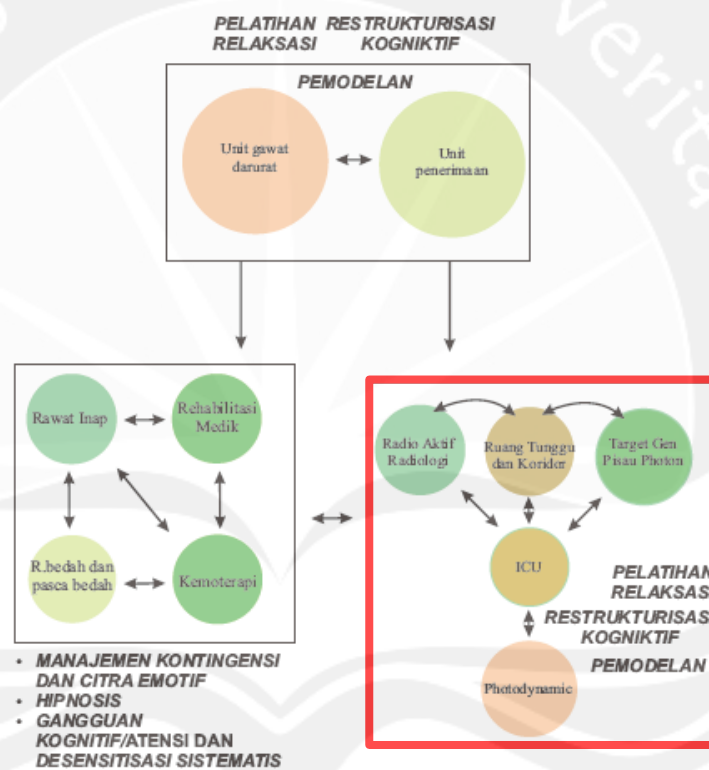 PELATIHAN RELAKSASI
RESTRUKTURISASI KOGNIKTIF
PEMODELAN
Unit gawat
darurat
Unit
penerimaan
Rawat Inap
Rehabilitasi
Medik
R.bedah dan
pasca bedah
Kemoterapi
• MANAJEMEN KONTINGENSI
DAN CITRA EMOTIF
• HIPNOSIS
• GANGGUAN
KOGNITIF/ATENSI DAN
DESENSITISASI SISTEMATIS
Radio Aktif
Radiologi
Ruang Tunggu
dan Koridor
Target Gen
Pisau Photon
ICU
Photodynamic
PELATIHAN
RELAKSASI
RESTRUKTURISASI
KOGNIKTIF
PEMODELAN
verita